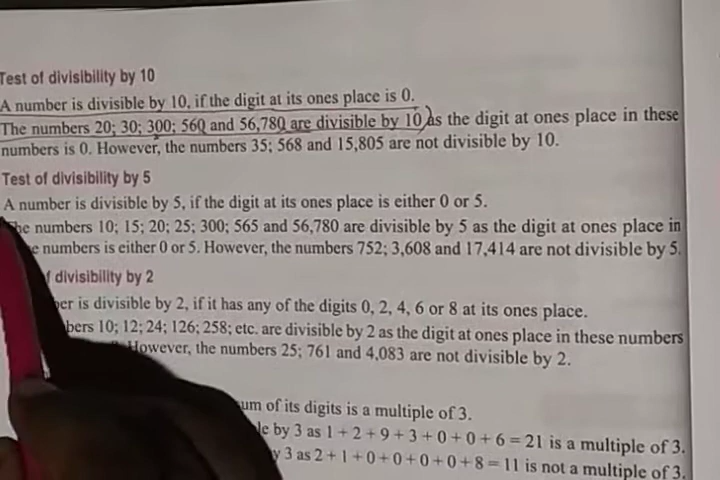 Test of divisibility by 10
A number is divisible by 10, if the digit at its ones place is 0.
The numbers 20; 30; 300; 560 and 56,780 are divisible by 10 as the digit at ones place in these
numbers is 0. However, the numbers 35; 568 and 15,805 are not divisible by 10.
Test of divisibility by 5
A number is divisible by 5, if the digit at its ones place is either 0 or 5.
The numbers 10; 15; 20; 25; 300; 565 and 56,780 are divisible by 5 as the digit at ones place in
numbers is either 0 or 5. However, the numbers 752; 3,608 and 17,414 are not divisible by 5.
divisibility by 2
is divisible by 2, if it has any of the digits 0, 2, 4, 6 or 8 at its ones place.
10; 12; 24; 126; 258; etc. are divisible by 2 as the digit at ones place in these numbers
However, the numbers 25; 761 and 4,083 are not divisible by 2.
of its digits is a multiple of 3.
by 3 as 1 + 2 + 9 + 3 + 0 + 0 + 6 = 21 is a multiple of 3.
3 as 2 + 1 + 0 + 0 + 0 + 0 + 8 = 11 is not a multiple of 3.